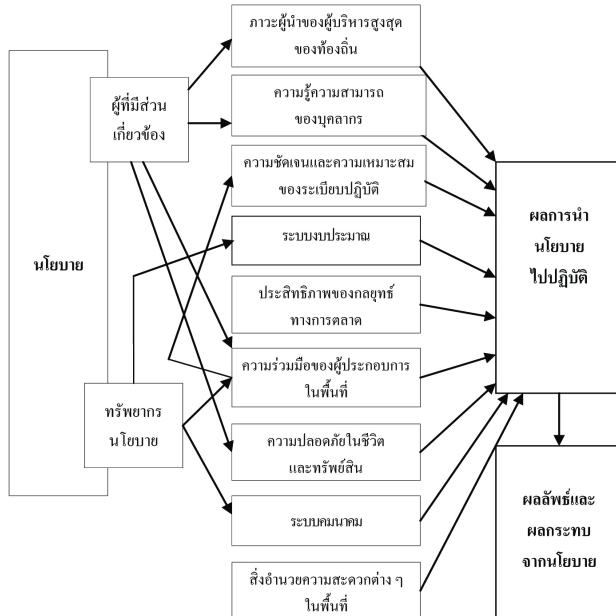 ภาวะผู้นำของผู้บริหารสูงสุด
ของท้องถิ่น
ผู้ที่มีส่วน
เกี่ยวข้อง
ความรู้ความสามารถ
ของบุคลากร
ความชัดเจนและความเหมาะสม
ของระเบียบปฏิบัติ
ระบบงบประมาณ
ผลการนำ
นโยบาย
ไปปฏิบัติ
นโยบาย
ประสิทธิภาพของกลยุทธ์
ทางการตลาด
ความร่วมมือของผู้ประกอบการ
ในพื้นที่
ทรัพยากร
นโยบาย
ความปลอดภัยในชีวิต
และทรัพย์สิน
ระบบคมนาคม
ผลลัพธ์และ
ผลกระทบ
จากนโยบาย
สิ่งอำนวยความสะดวกต่าง ๆ
ในพื้นที่